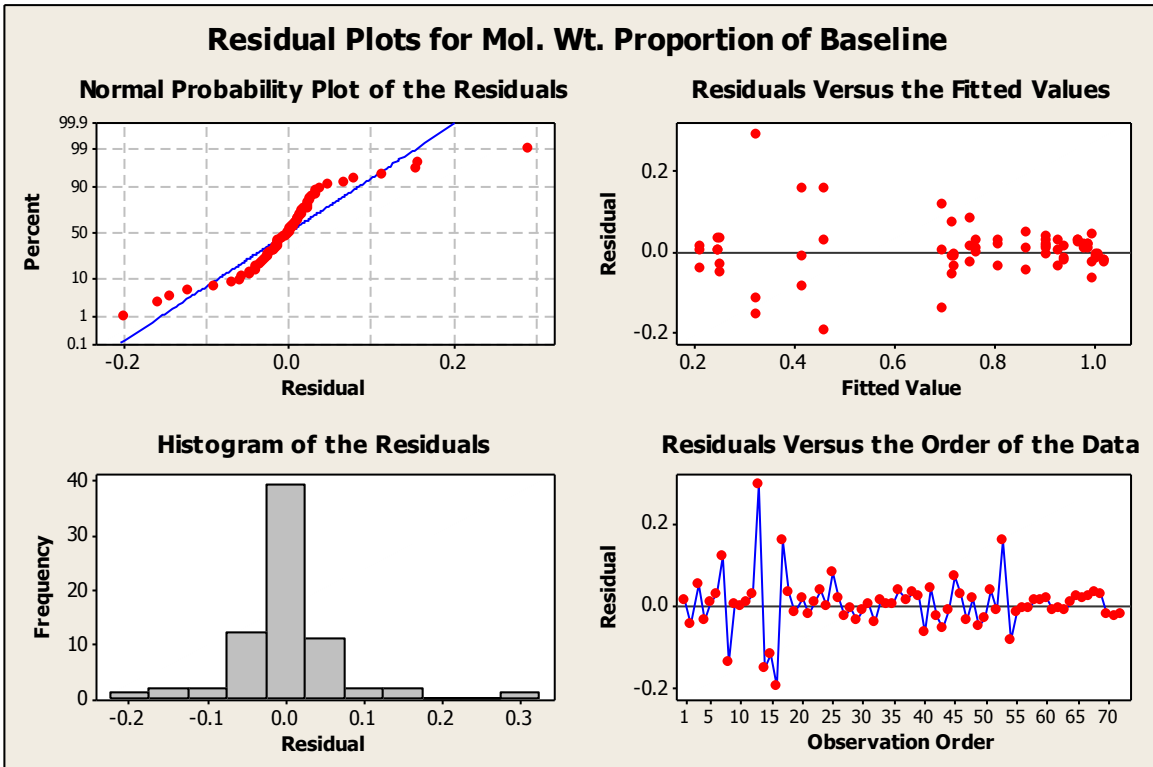 Residual Plots for Mol. Wt. Proportion of Baseline
Normal Probability Plot of the Residuals
99.9
99
90
50
10
1
0.1
Percent
-0.2 0.0 0.2
Residual
Residuals Versus the Fitted Values
0.2
0.0
-0.2
Residual
0.2 0.4 0.6 0.8 1.0
Fitted Value
Histogram of the Residuals
40
30
20
10
0
Frequency
-0.2 -0.1 0.0 0.1 0.2 0.3
Residual
Residuals Versus the Order of the Data
0.2
0.0
-0.2
Residual
1 5 10 15 20 25 30 35 40 45 50 55 60 65 70
Observation Order